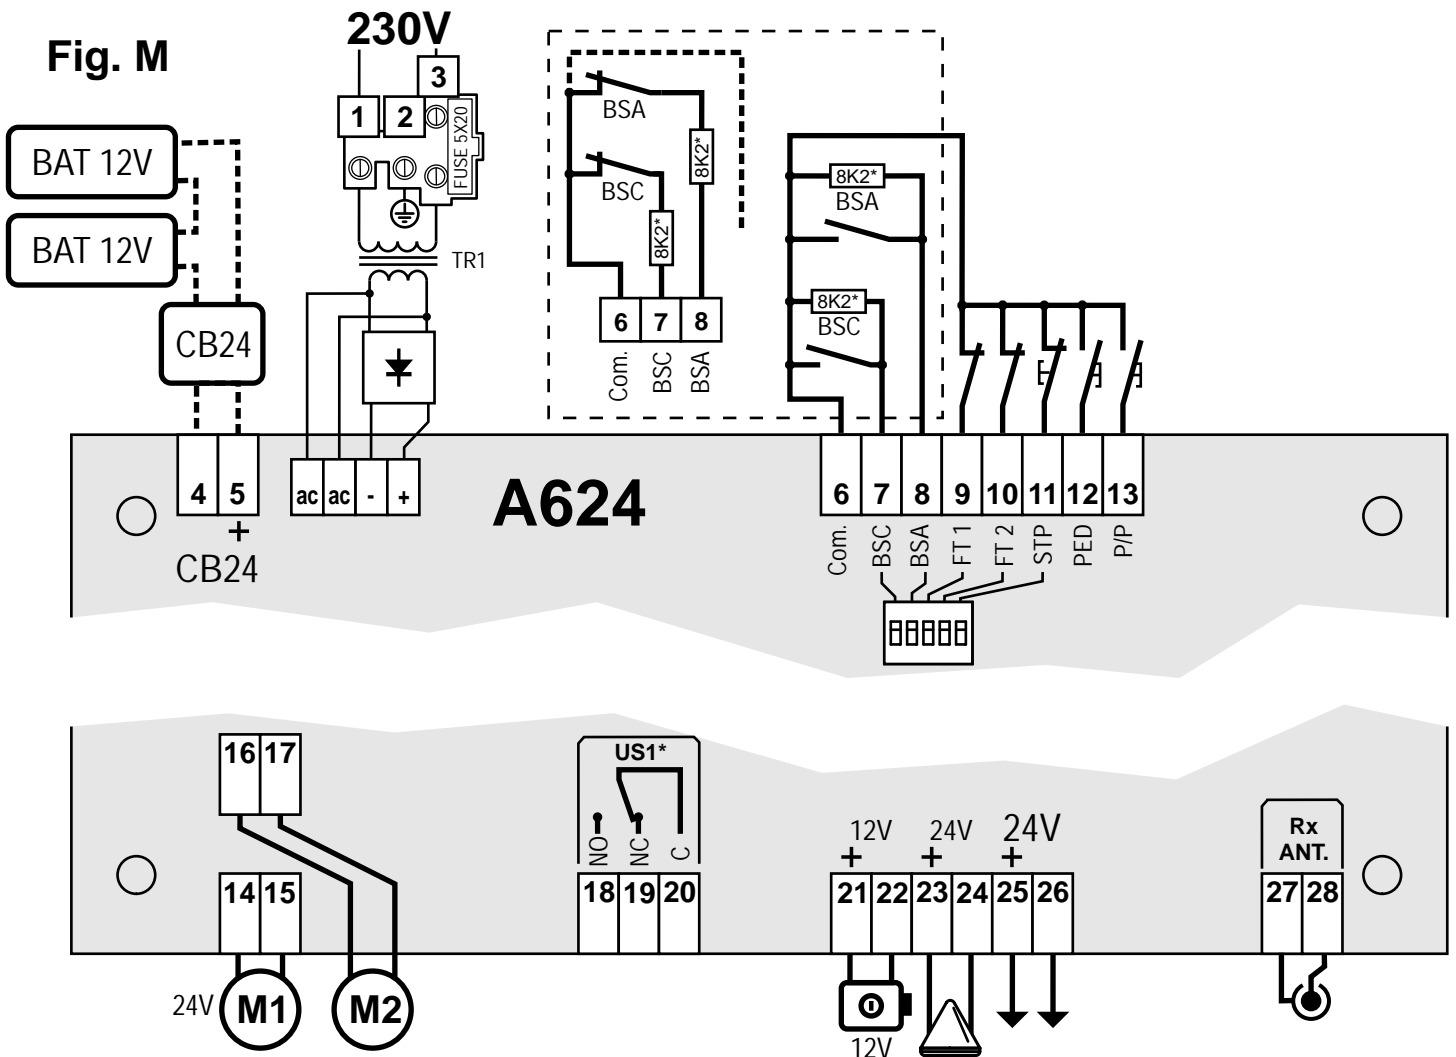 230V
Fig. M
3
1 2
FUSE 5X20
BAT 12V
BAT 12V
TR1
CB24
BSA
8K2*
BSC
8K2*
6 7 8
Com.
BSC
BSA
8K2*
BSA
8K2*
BSC
4 5
+
CB24
ac ac - +
A624
6 7 8 9 10 11 12 13
Com.
BSC
BSA
FT 1
FT 2
STP
PED
P/P
16 17
US1*
NO
NC
C
12V 24V 24V
+ + +
Rx
ANT.
14 15
18 19 20
21 22 23 24 25 26
27 28
24V M1 M2
12V